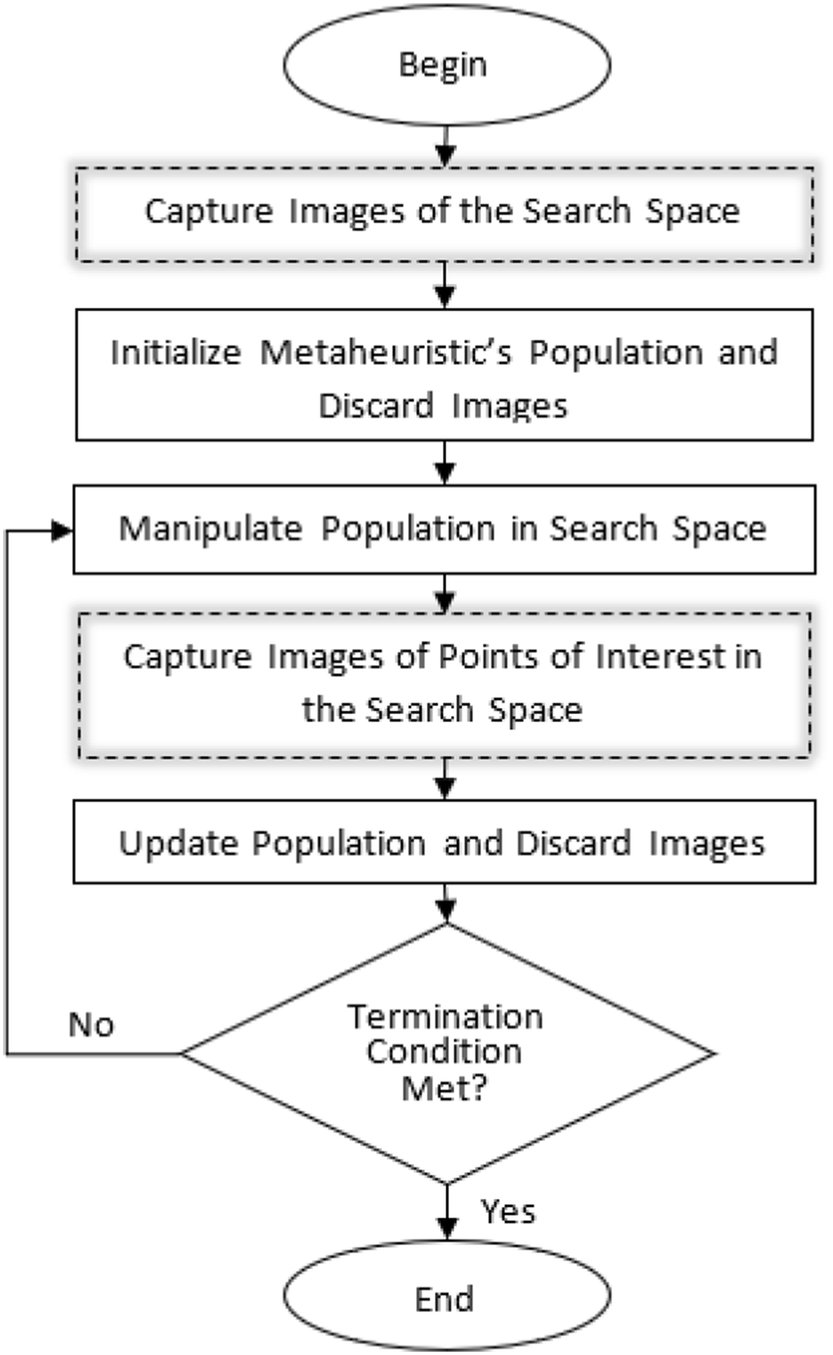 Begin
Capture Images of the Search Space
Initialize Metaheuristic's Population and
Discard Images
Manipulate Population in Search Space
Capture Images of Points of Interest in
the Search Space
Update Population and Discard Images
Termination
Condition
Met?
No
Yes
End